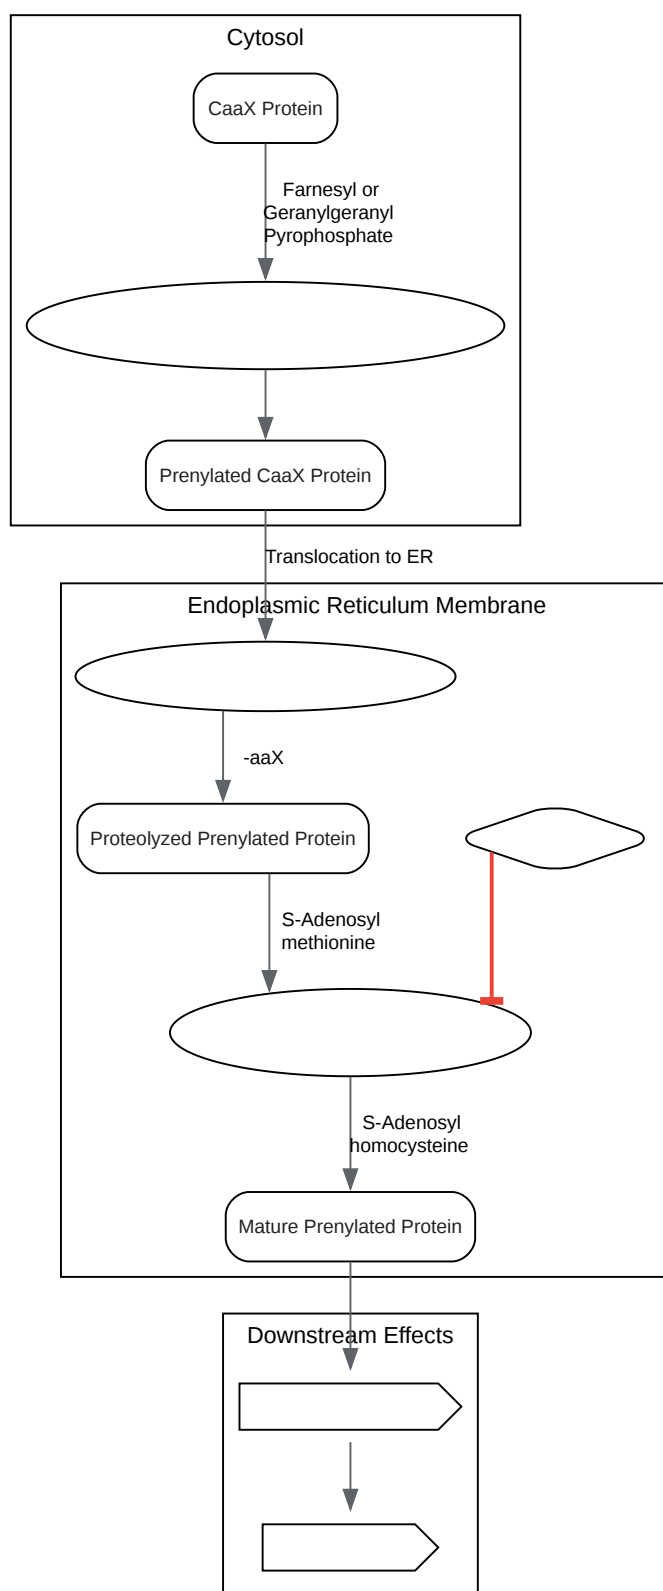 Cytosol
CaaX Protein
Farnesyl or
Geranylgeranyl
Pyrophosphate
Prenylated CaaX Protein
Translocation to ER
Endoplasmic Reticulum Membrane
-aaX
Proteolyzed Prenylated Protein
S-Adenosyl
methionine
S-Adenosyl
homocysteine
Mature Prenylated Protein
Downstream Effects